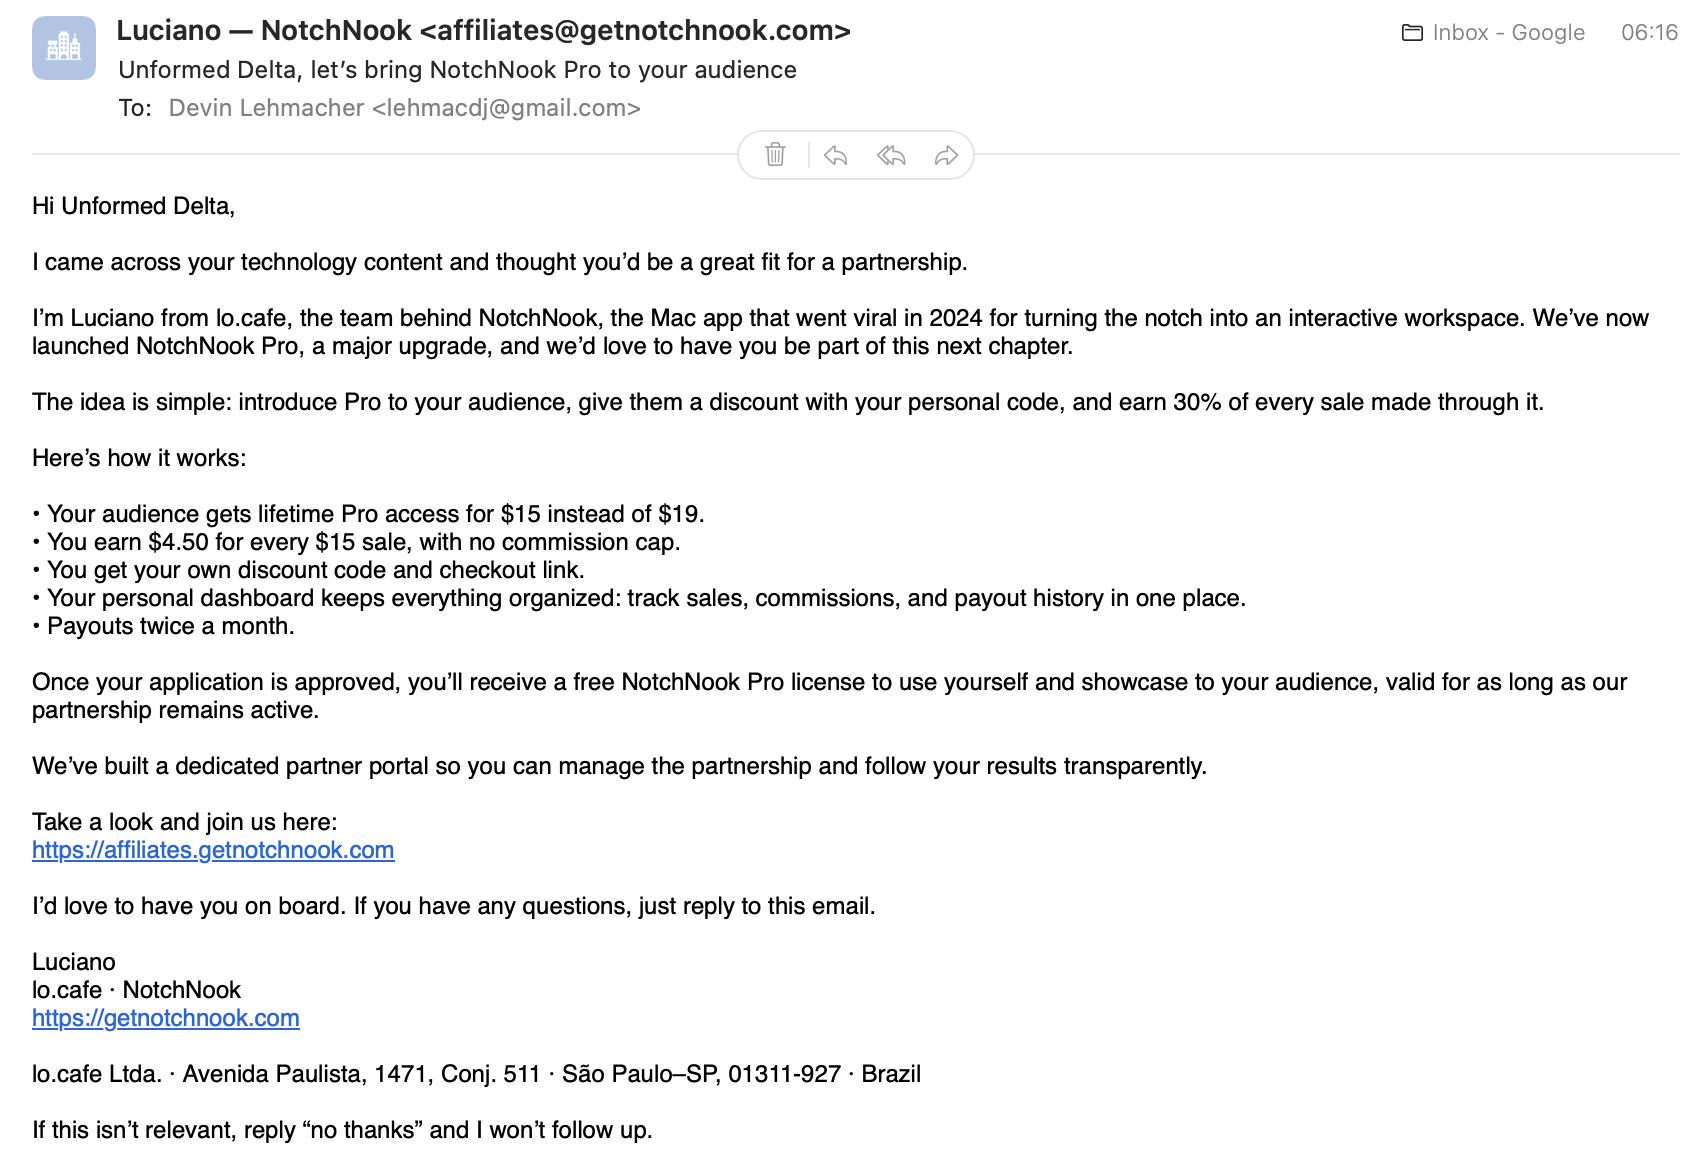 Luciano — NotchNook <affiliates@getnotchnook.com>
Inbox - Google
06:16
Unformed Delta, let’s bring NotchNook Pro to your audience
To: Devin Lehmacher <lehmacdj@gmail.com>
Hi Unformed Delta,
I came across your technology content and thought you’d be a great fit for a partnership.
I’m Luciano from lo.cafe, the team behind NotchNook, the Mac app that went viral in 2024 for turning the notch into an interactive workspace. We’ve now
launched NotchNook Pro, a major upgrade, and we’d love to have you be part of this next chapter.
The idea is simple: introduce Pro to your audience, give them a discount with your personal code, and earn 30% of every sale made through it.
Here’s how it works:
• Your audience gets lifetime Pro access for $15 instead of $19.
• You earn $4.50 for every $15 sale, with no commission cap.
• You get your own discount code and checkout link.
• Your personal dashboard keeps everything organized: track sales, commissions, and payout history in one place.
• Payouts twice a month.
Once your application is approved, you’ll receive a free NotchNook Pro license to use yourself and showcase to your audience, valid for as long as our
partnership remains active.
We’ve built a dedicated partner portal so you can manage the partnership and follow your results transparently.
Take a look and join us here:
https://affiliates.getnotchnook.com
I’d love to have you on board. If you have any questions, just reply to this email.
Luciano
lo.cafe · NotchNook
https://getnotchnook.com
lo.cafe Ltda. · Avenida Paulista, 1471, Conj. 511 · São Paulo–SP, 01311-927 · Brazil
If this isn’t relevant, reply “no thanks” and I won’t follow up.